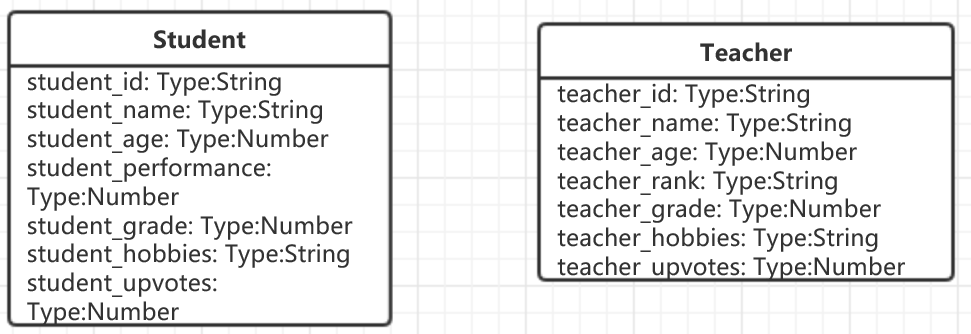 Student
student_id: Type:String
student_name: Type:String
student_age: Type:Number
student_performance:
Type:Number
student_grade: Type:Number
student_hobbies: Type:String
student_upvotes:
Type:Number
Teacher
teacher_id: Type:String
teacher_name: Type:String
teacher_age: Type:Number
teacher_rank: Type:String
teacher_grade: Type:Number
teacher_hobbies: Type:String
teacher_upvotes: Type:Number